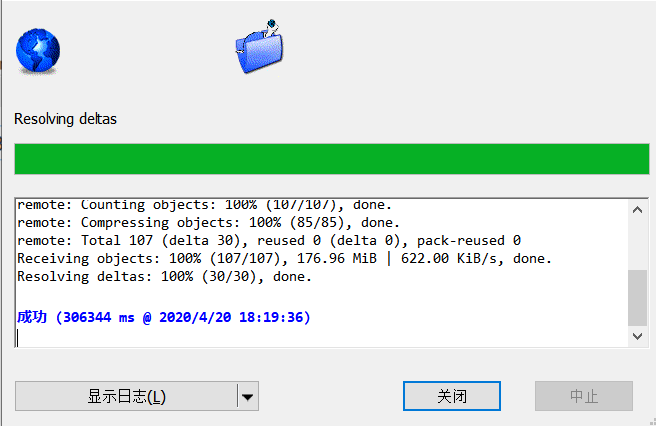 Resolving deltas
remote: Counting objects: 100% (107/107), done.
remote: Compressing objects: 100% (85/85), done.
remote: Total 107 (delta 30), reused 0 (delta 0), pack-reused 0
Receiving objects: 100% (107/107), 176.96 MiB | 622.00 KiB/s, done.
Resolving deltas: 100% (30/30), done.
成功 (306344 ms @ 2020/4/20 18:19:36)
显示日志(L)
关闭
中止